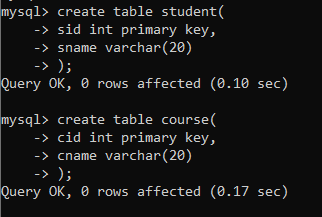 mysql> create table student(
    -> sid int primary key,
    -> sname varchar(20)
    -> );
Query OK, 0 rows affected (0.10 sec)

mysql> create table course(
    -> cid int primary key,
    -> cname varchar(20)
    -> );
Query OK, 0 rows affected (0.17 sec)